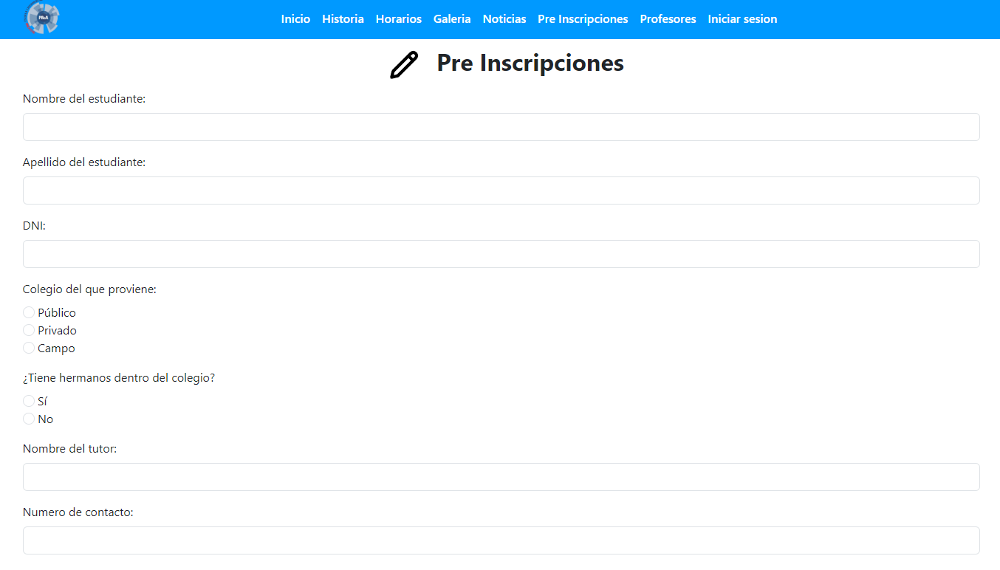 Inicio Historia Horarios Galeria Noticias Pre Inscripciones Profesores Iniciar sesion
Pre Inscripciones
Nombre del estudiante:
Apellido del estudiante:
DNI:
Colegio del que proviene:
Público
Privado
Campo
¿Tiene hermanos dentro del colegio?
Sí
No
Nombre del tutor:
Numero de contacto: